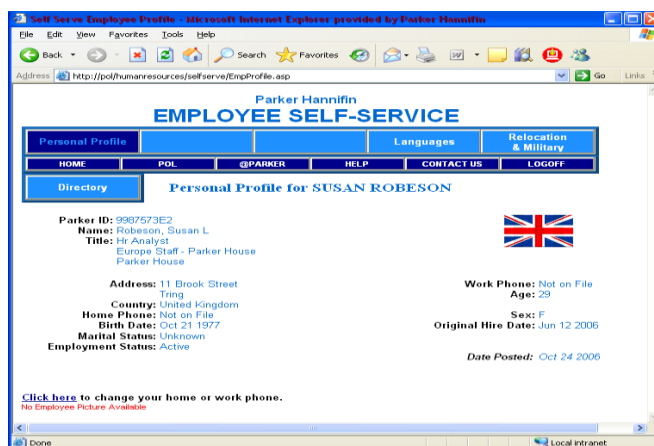 Self Serve Employee Profile - Microsoft Internet Explorer provided by Parker Hannifin
File Edit View Favorites Tools Help
Back Search Favorites
Address http://pol/humanresources/selfserve/EmpProfile.asp Go Links
Parker Hannifin
EMPLOYEE SELF-SERVICE
Personal Profile Languages Relocation
& Military
HOME POL @PARKER HELP CONTACT US LOGOFF
Directory Personal Profile for SUSAN ROBESON
Parker ID: 9987573E2
Name: Robeson, Susan L
Title: Hr Analyst
Europe Staff - Parker House
Parker House
Address: 11 Brook Street Work Phone: Not on File
Tring Age: 29
Country: United Kingdom
Home Phone: Not on File Sex: F
Birth Date: Oct 21 1977 Original Hire Date: Jun 12 2006
Marital Status: Unknown
Employment Status: Active
Date Posted: Oct 24 2006
Click here to change your home or work phone.
No Employee Picture Available
Done Local intranet